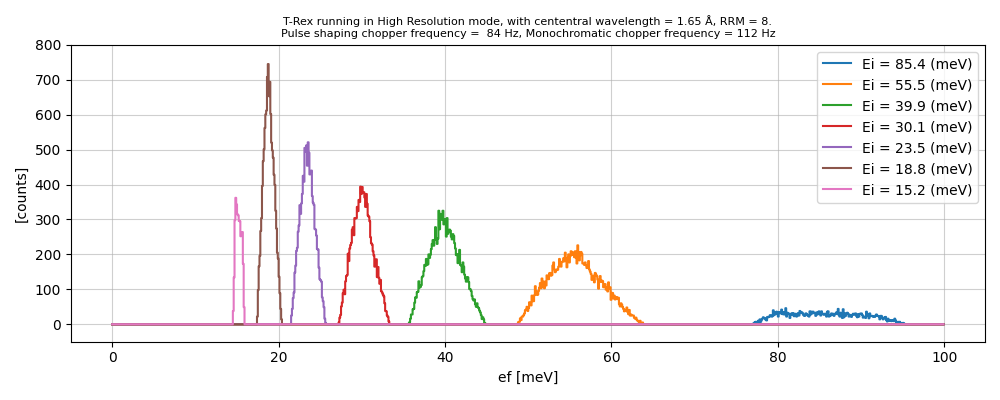 T-Rex running in High Resolution mode, with cententral wavelength = 1.65 Å, RRM = 8.
Pulse shaping chopper frequency =  84 Hz, Monochromatic chopper frequency = 112 Hz
800
700
600
500
400
300
200
100
0
[counts]
0 20 40 60 80 100
ef [meV]
Ei = 85.4 (meV)
Ei = 55.5 (meV)
Ei = 39.9 (meV)
Ei = 30.1 (meV)
Ei = 23.5 (meV)
Ei = 18.8 (meV)
Ei = 15.2 (meV)